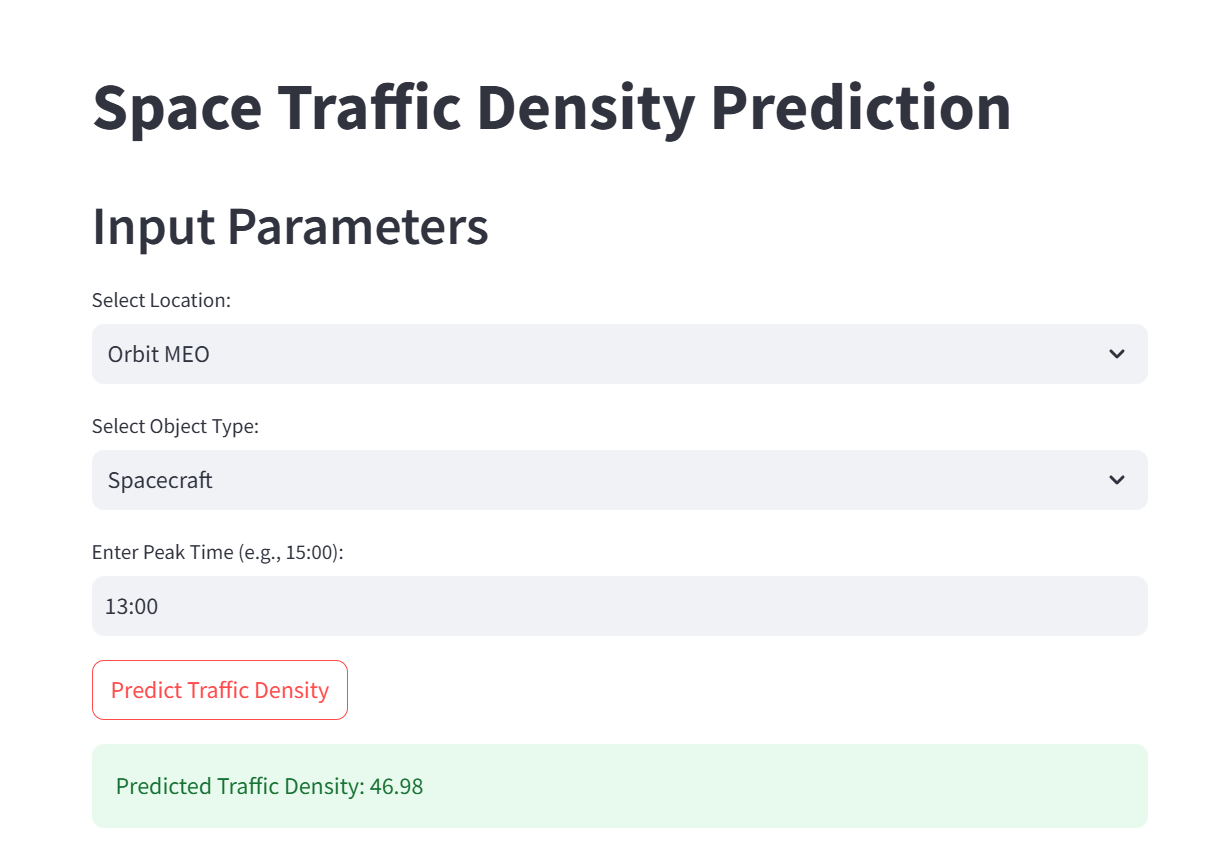 Space Traffic Density Prediction
Input Parameters
Select Location:
Orbit MEO
Select Object Type:
Spacecraft
Enter Peak Time (e.g., 15:00):
13:00
Predict Traffic Density
Predicted Traffic Density: 46.98